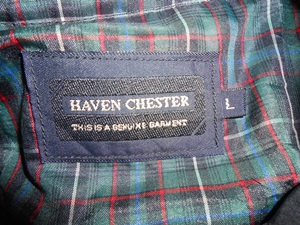 HAVEN CHESTER
THIS IS A GENUINE GARMENT
L